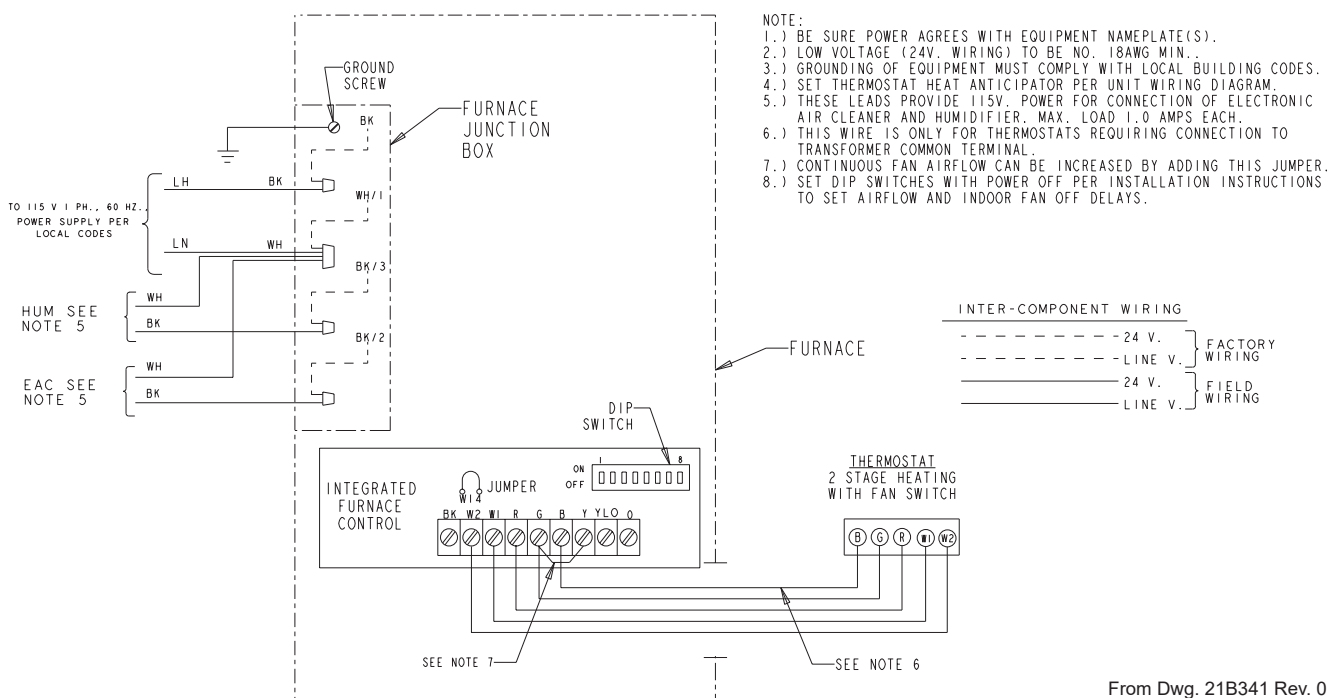 NOTE:
1.) BE SURE POWER AGREES WITH EQUIPMENT NAMEPLATE(S).
2.) LOW VOLTAGE (24V. WIRING) TO BE NO. 18AWG MIN..
3.) GROUNDING OF EQUIPMENT MUST COMPLY WITH LOCAL BUILDING CODES.
4.) SET THERMOSTAT HEAT ANTICIPATOR PER UNIT WIRING DIAGRAM.
5.) THESE LEADS PROVIDE 115V. POWER FOR CONNECTION OF ELECTRONIC
AIR CLEANER AND HUMIDIFIER. MAX. LOAD 1.0 AMPS EACH.
6.) THIS WIRE IS ONLY FOR THERMOSTATS REQUIRING CONNECTION TO
TRANSFORMER COMMON TERMINAL.
7.) CONTINUOUS FAN AIRFLOW CAN BE INCREASED BY ADDING THIS JUMPER.
8.) SET DIP SWITCHES WITH POWER OFF PER INSTALLATION INSTRUCTIONS
TO SET AIRFLOW AND INDOOR FAN OFF DELAYS.
GROUND
SCREW
FURNACE
JUNCTION
BOX
BK
LH BK
WH/1
TO 115 V 1 PH., 60 HZ.,
POWER SUPPLY PER
LOCAL CODES
LN WH
BK/3
HUM SEE
NOTE 5
WH
BK
BK/2
EAC SEE
NOTE 5
WH
BK
FURNACE
INTER-COMPONENT WIRING
24 V.
LINE V.
FACTORY
WIRING
24 V.
LINE V.
FIELD
WIRING
DIP
SWITCH
1 8
ON
OFF
INTEGRATED
FURNACE
CONTROL
JUMPER
W14
BK W2 W1 R G B Y YLO O
THERMOSTAT
2 STAGE HEATING
WITH FAN SWITCH
B G R W1 W2
SEE NOTE 7
SEE NOTE 6
From Dwg. 21B341 Rev. 0